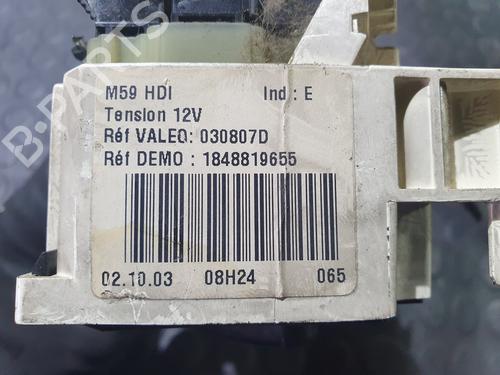 M59 HDI Ind : E
Tension 12V
Réf VALEO: 030807D
Réf DEMO : 1848819655
02.10.03 08H24 065
B-PARTS